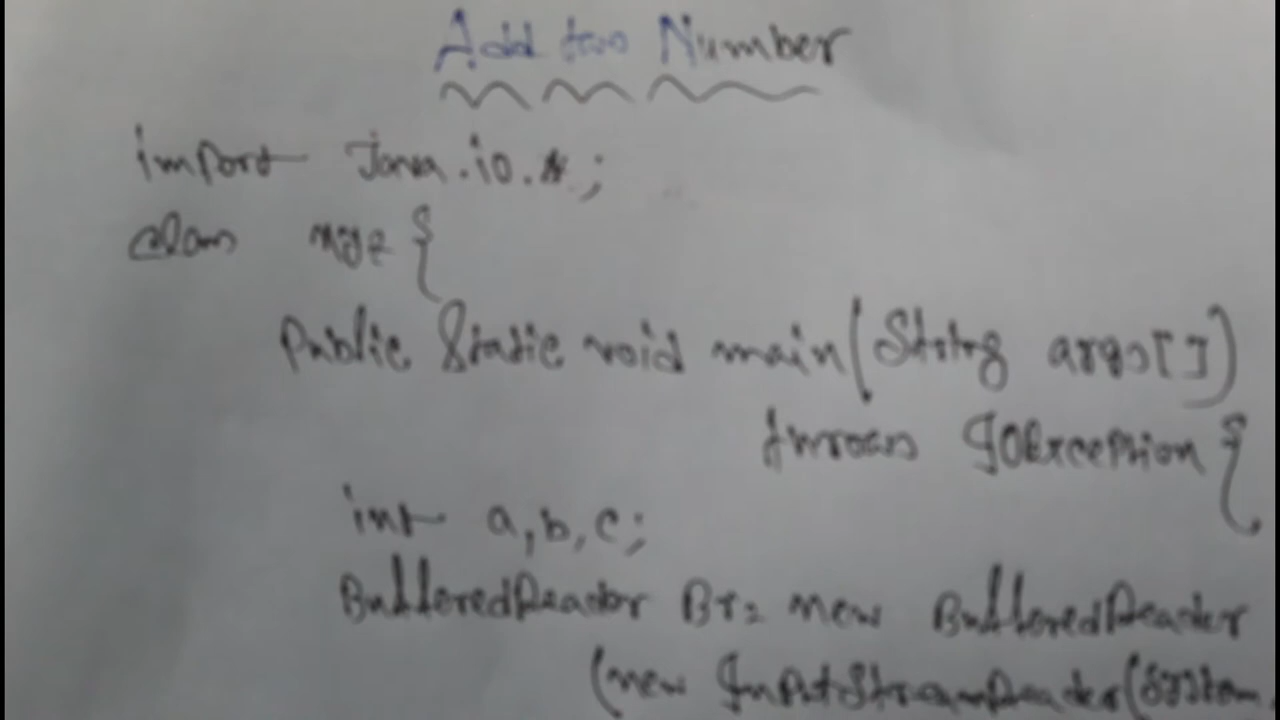 Add two Number
import Java.io.*;
class xyz {
Public Static void main(String args[])
throws IOException {
int a,b,c;
BufferedReader Br= new BufferedReader
(new InputStreamReader(System.